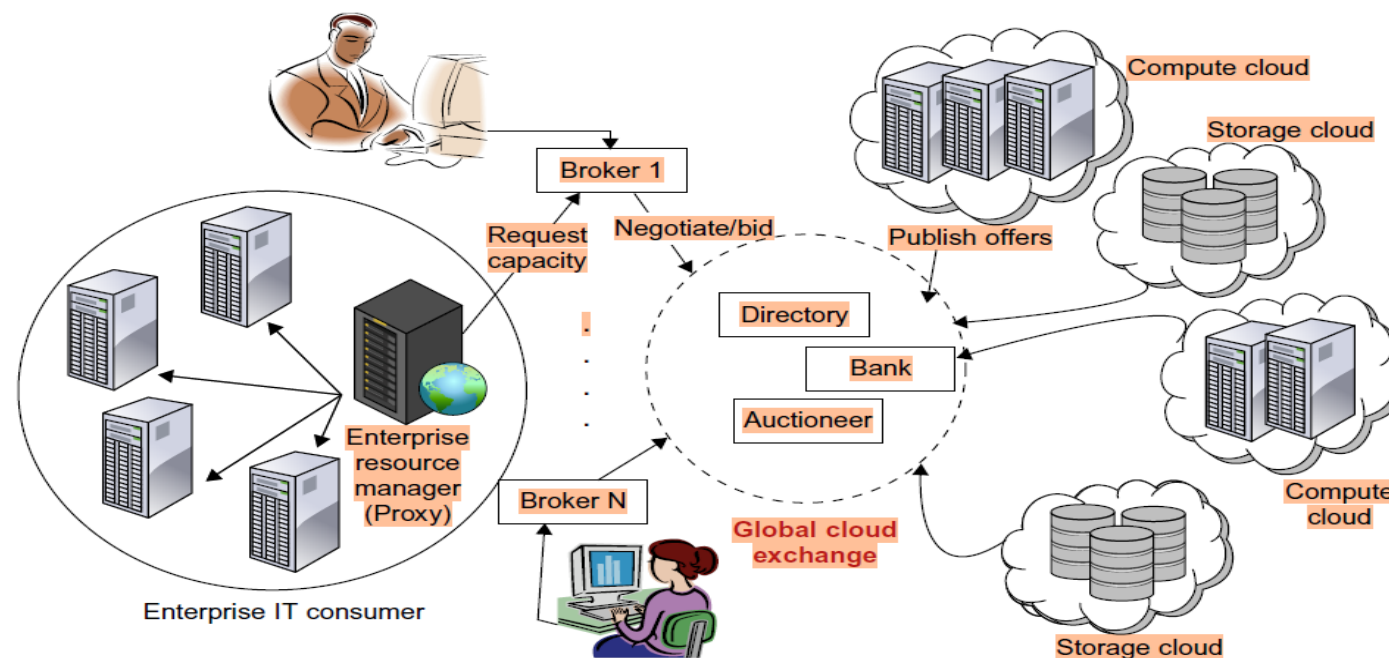 Compute cloud
Storage cloud
Broker 1
Request
capacity
Negotiate/bid
Publish offers
Directory
Bank
Auctioneer
Enterprise
resource
manager
(Proxy)
.
.
.
.
Broker N
Global cloud
exchange
Compute
cloud
Enterprise IT consumer
Storage cloud